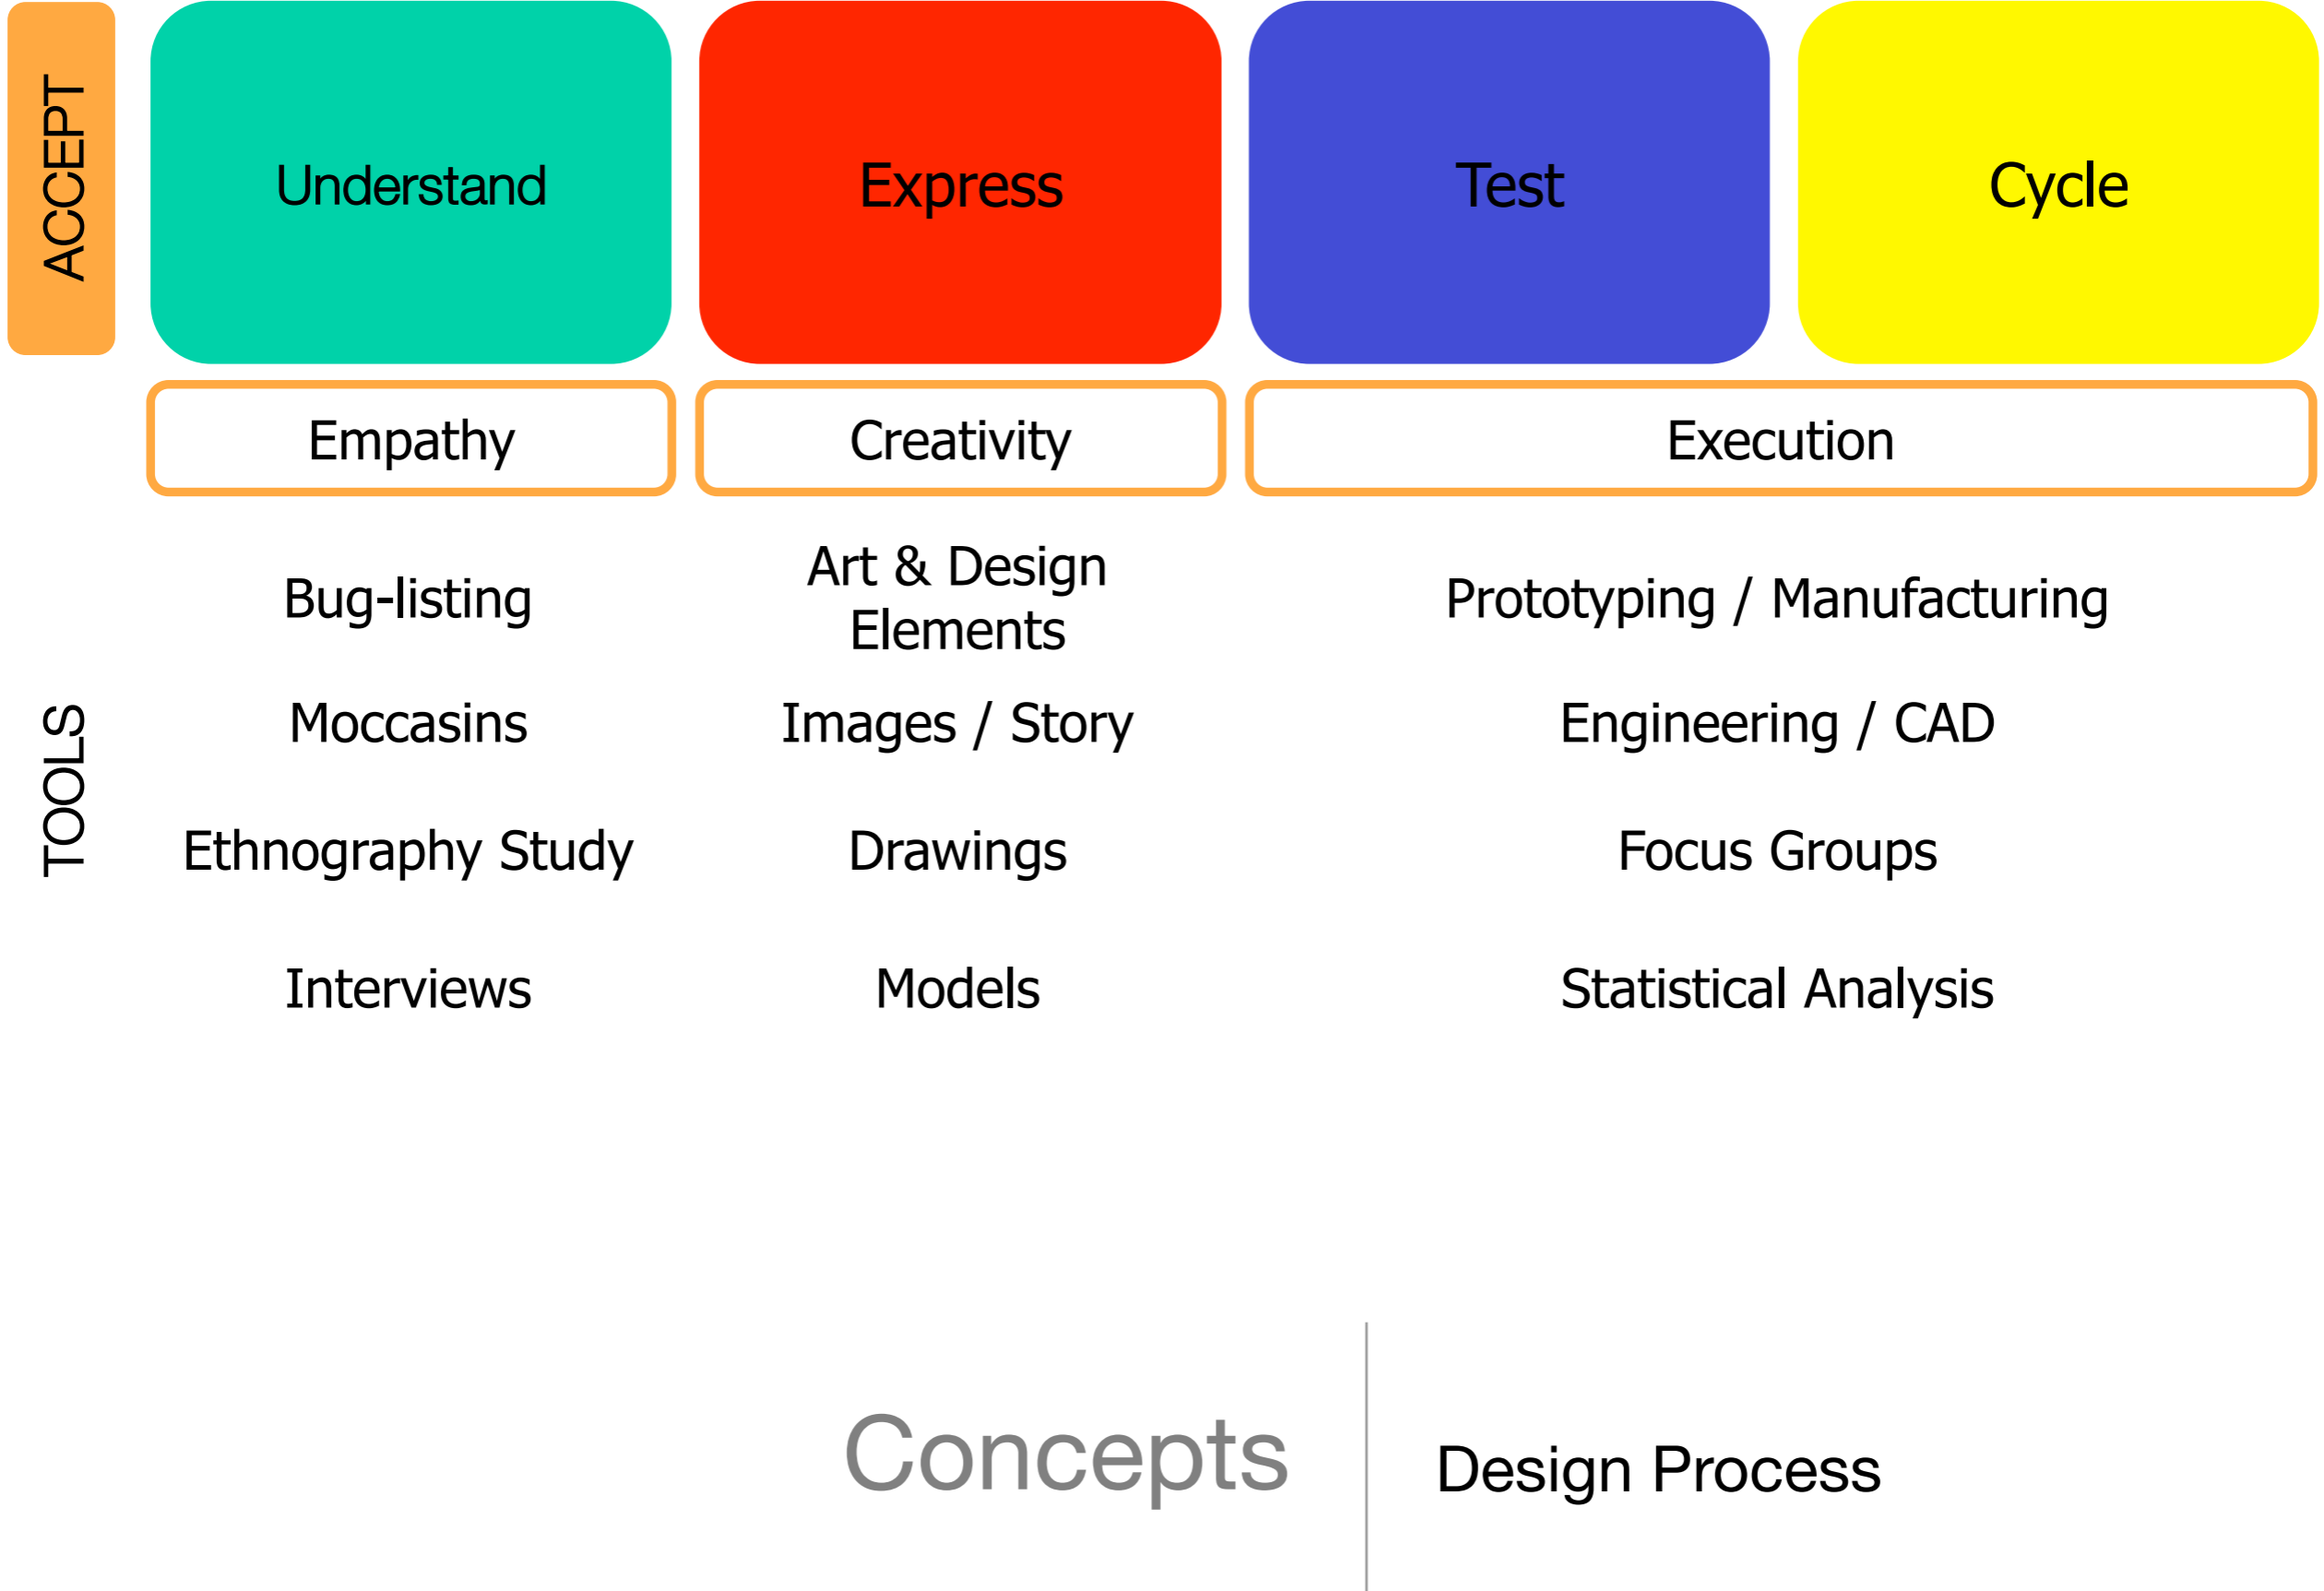 ACCEPT
Understand
Express
Test
Cycle
Empathy
Creativity
Execution
TOOLS
Bug-listing
Art & Design
Elements
Prototyping / Manufacturing
Moccasins
Images / Story
Engineering / CAD
Ethnography Study
Drawings
Focus Groups
Interviews
Models
Statistical Analysis
Concepts
Design Process